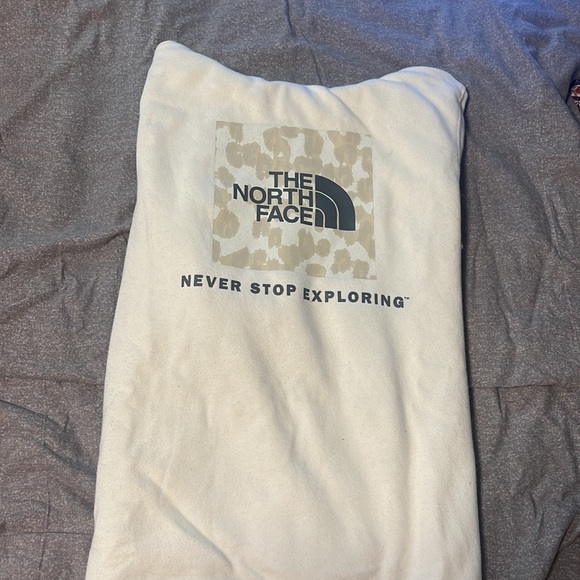 THE
NORTH
FACE
NEVER STOP EXPLORING™